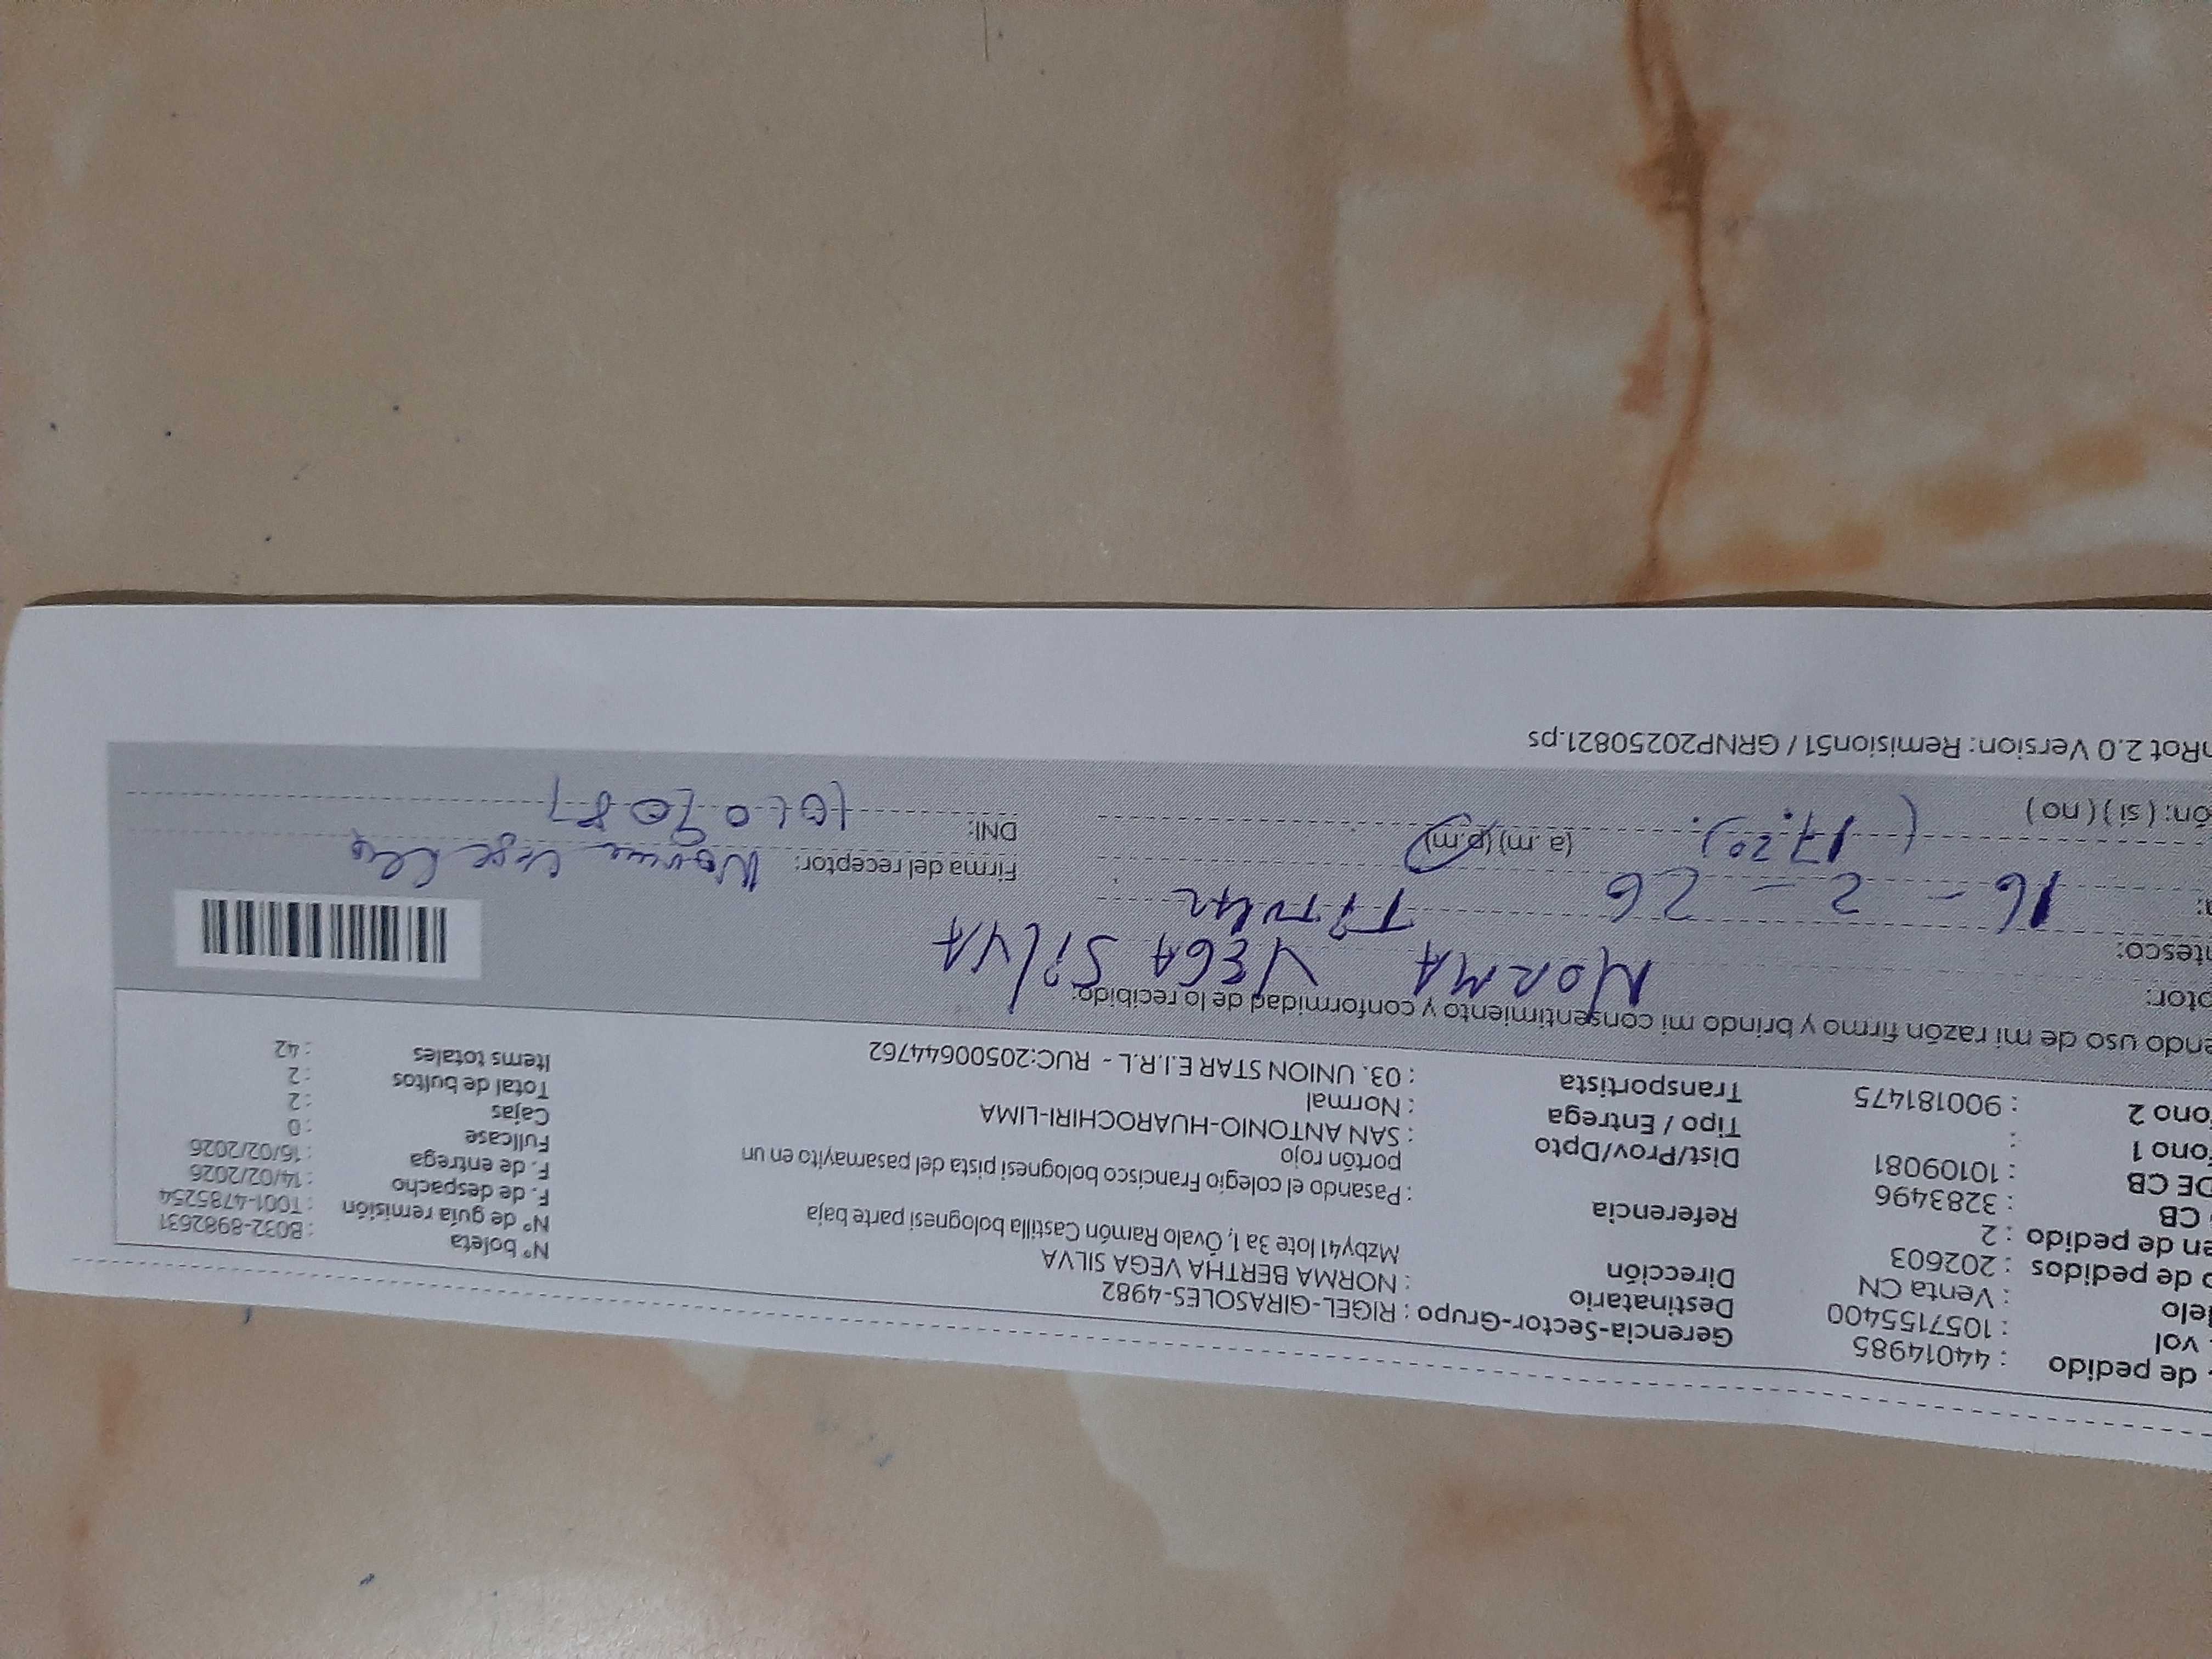 de pedido : 44014985 Gerencia-Sector-Grupo : RIGEL-GIRASOLES-4982 N° boleta : B032-8982631
vol : 1057155400 Destinatario : NORMA BERTHA VEGA SILVA N° de guía remisión : T001-4785254
: Venta CN Dirección Mzby41 lote 3a 1, Óvalo Ramón Castilla bolognesi parte baja F. de despacho : 14/02/2026
de pedidos : 202603 F. de entrega : 16/02/2026
de pedido : 2 Referencia : Pasando el colegio Francisco bolognesi pista del pasamayito en un Fullcase : 0
CB : 3283496 portón rojo Cajas : 2
DE CB : 10109081 Dist/Prov/Dpto : SAN ANTONIO-HUAROCHIRI-LIMA Total de bultos : 2
ono 1 : Tipo / Entrega : Normal Items totales : 42
ono 2 : 900181475 Transportista : 03. UNION STAR E.I.R.L - RUC:20500644762
endo uso de mi razón firmo y brindo mi consentimiento y conformidad de lo recibido:
ptor: NORMA VEGA SilVA
ntesco: TiTulAR
16 - 2 - 26 Firma del receptor: Norma
(17:20) (a.m) (p.m) DNI:
ón: ( sí ) ( no )
Rot 2.0 Version: Remision51 / GRNP20250821.ps